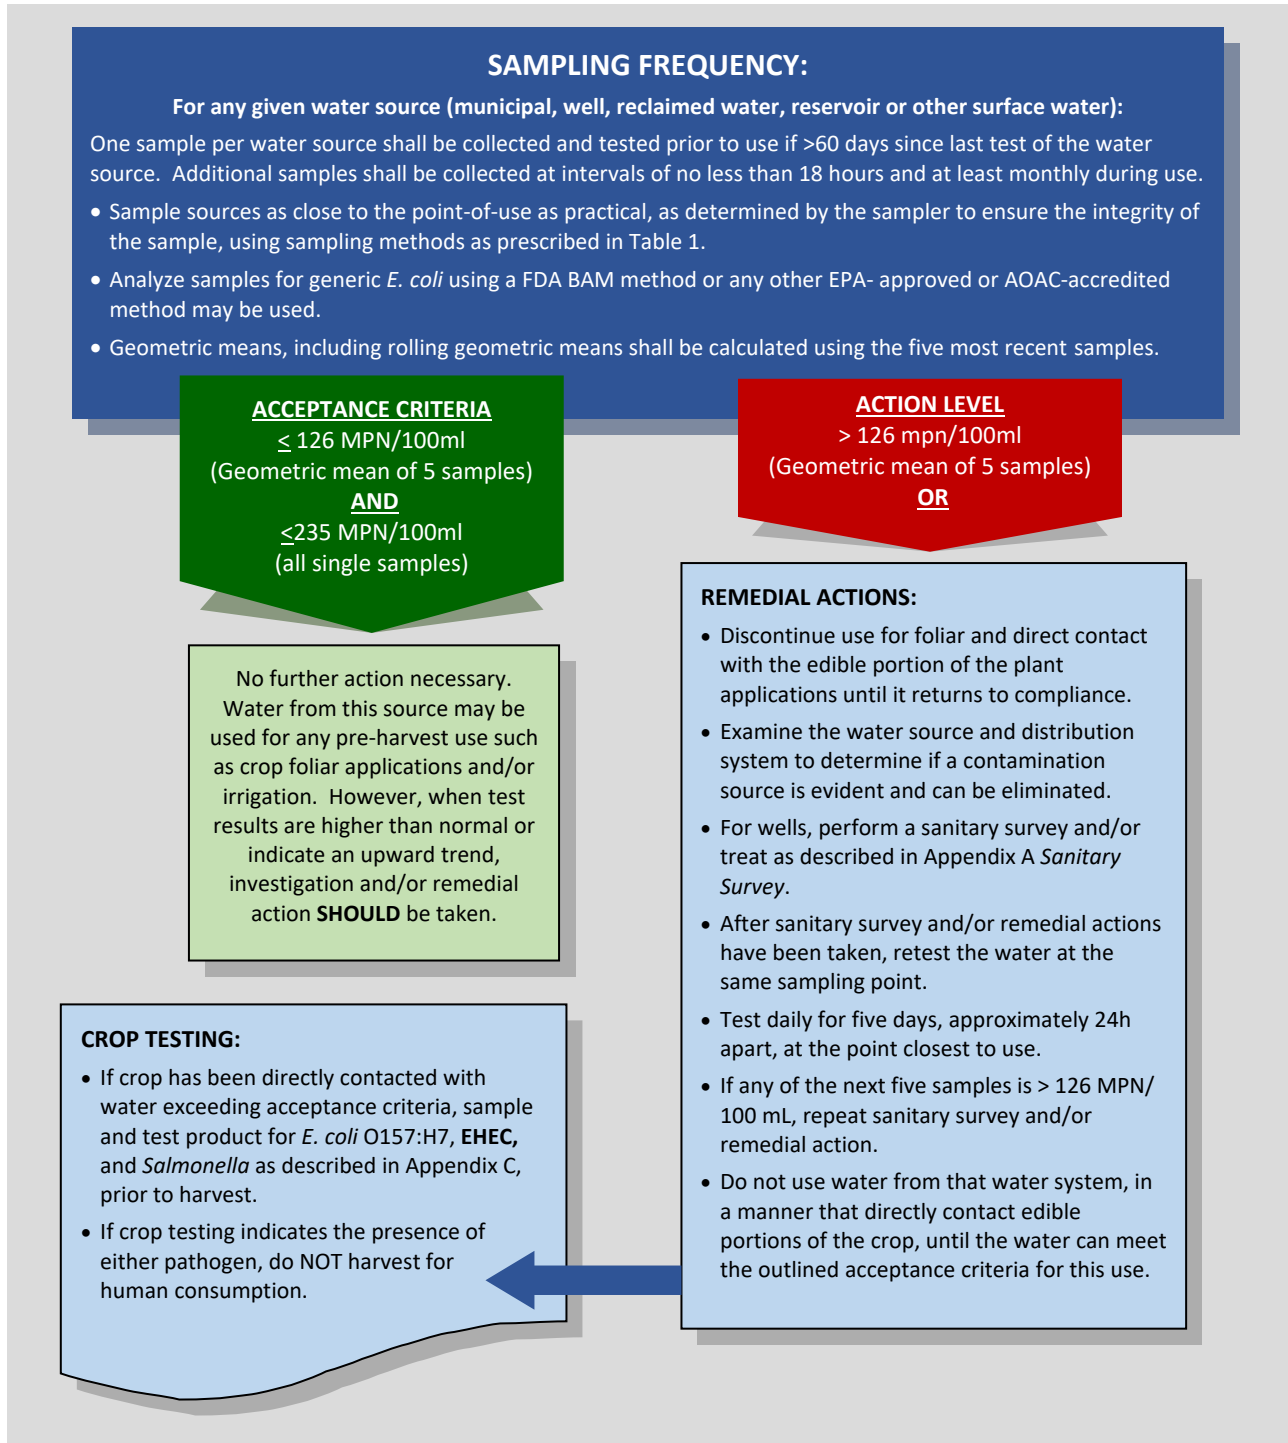 SAMPLING FREQUENCY:
For any given water source (municipal, well, reclaimed water, reservoir or other surface water):
One sample per water source shall be collected and tested prior to use if >60 days since last test of the water
source.  Additional samples shall be collected at intervals of no less than 18 hours and at least monthly during use.
• Sample sources as close to the point-of-use as practical, as determined by the sampler to ensure the integrity of
the sample, using sampling methods as prescribed in Table 1.
• Analyze samples for generic E. coli using a FDA BAM method or any other EPA- approved or AOAC-accredited
method may be used.
• Geometric means, including rolling geometric means shall be calculated using the five most recent samples.
ACCEPTANCE CRITERIA
≤ 126 MPN/100ml
(Geometric mean of 5 samples)
AND
≤235 MPN/100ml
(all single samples)
ACTION LEVEL
> 126 mpn/100ml
(Geometric mean of 5 samples)
OR
No further action necessary.
Water from this source may be
used for any pre-harvest use such
as crop foliar applications and/or
irrigation.  However, when test
results are higher than normal or
indicate an upward trend,
investigation and/or remedial
action SHOULD be taken.
REMEDIAL ACTIONS:
• Discontinue use for foliar and direct contact
with the edible portion of the plant
applications until it returns to compliance.
• Examine the water source and distribution
system to determine if a contamination
source is evident and can be eliminated.
• For wells, perform a sanitary survey and/or
treat as described in Appendix A Sanitary
Survey.
• After sanitary survey and/or remedial actions
have been taken, retest the water at the
same sampling point.
• Test daily for five days, approximately 24h
apart, at the point closest to use.
• If any of the next five samples is > 126 MPN/
100 mL, repeat sanitary survey and/or
remedial action.
• Do not use water from that water system, in
a manner that directly contact edible
portions of the crop, until the water can meet
the outlined acceptance criteria for this use.
CROP TESTING:
• If crop has been directly contacted with
water exceeding acceptance criteria, sample
and test product for E. coli O157:H7, EHEC,
and Salmonella as described in Appendix C,
prior to harvest.
• If crop testing indicates the presence of
either pathogen, do NOT harvest for
human consumption.